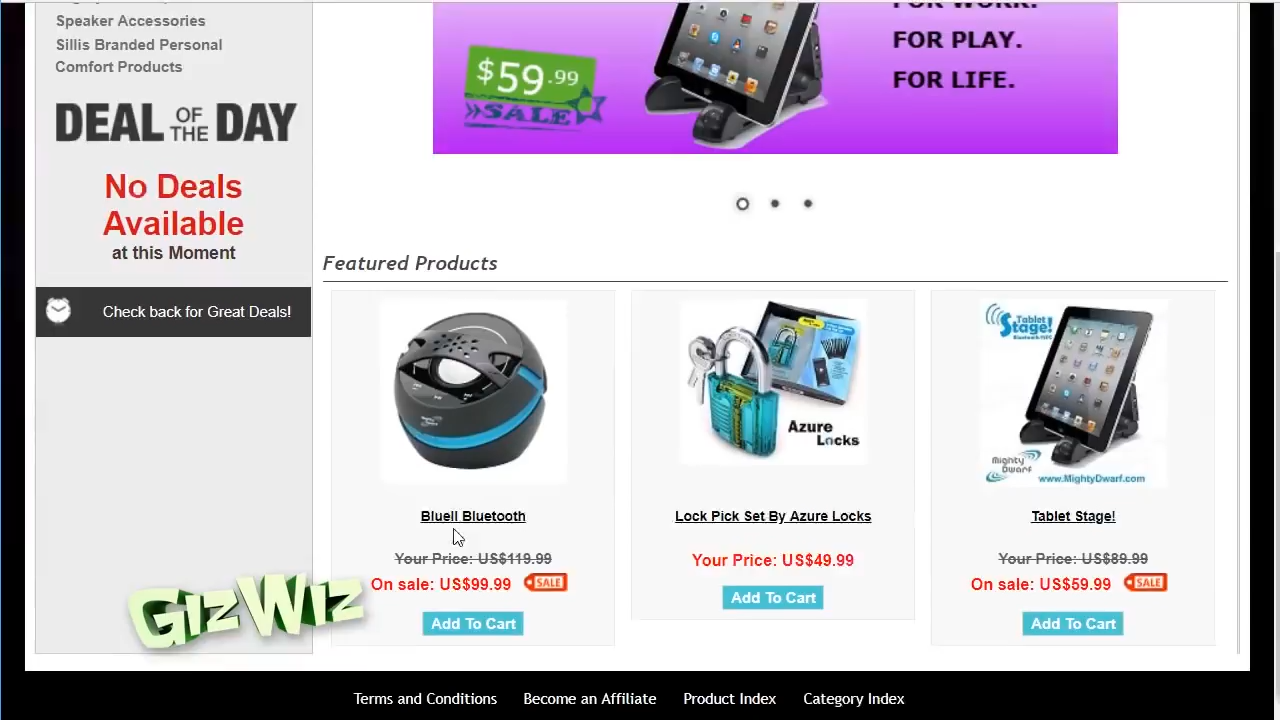 Speaker Accessories
Sillis Branded Personal
Comfort Products
DEAL OF THE DAY
No Deals
Available
at this Moment
Check back for Great Deals!
FOR WORK.
FOR PLAY.
FOR LIFE.
$59.99
SALE
Featured Products
Azure
Locks
Tablet
Stage!
Mighty
Dwarf
www.MightyDwarf.com
BlueII Bluetooth
Your Price: US$119.99
On sale: US$99.99 SALE
Add To Cart
Lock Pick Set By Azure Locks
Your Price: US$49.99
Add To Cart
Tablet Stage!
Your Price: US$89.99
On sale: US$59.99 SALE
Add To Cart
GizWiz
Terms and Conditions Become an Affiliate Product Index Category Index